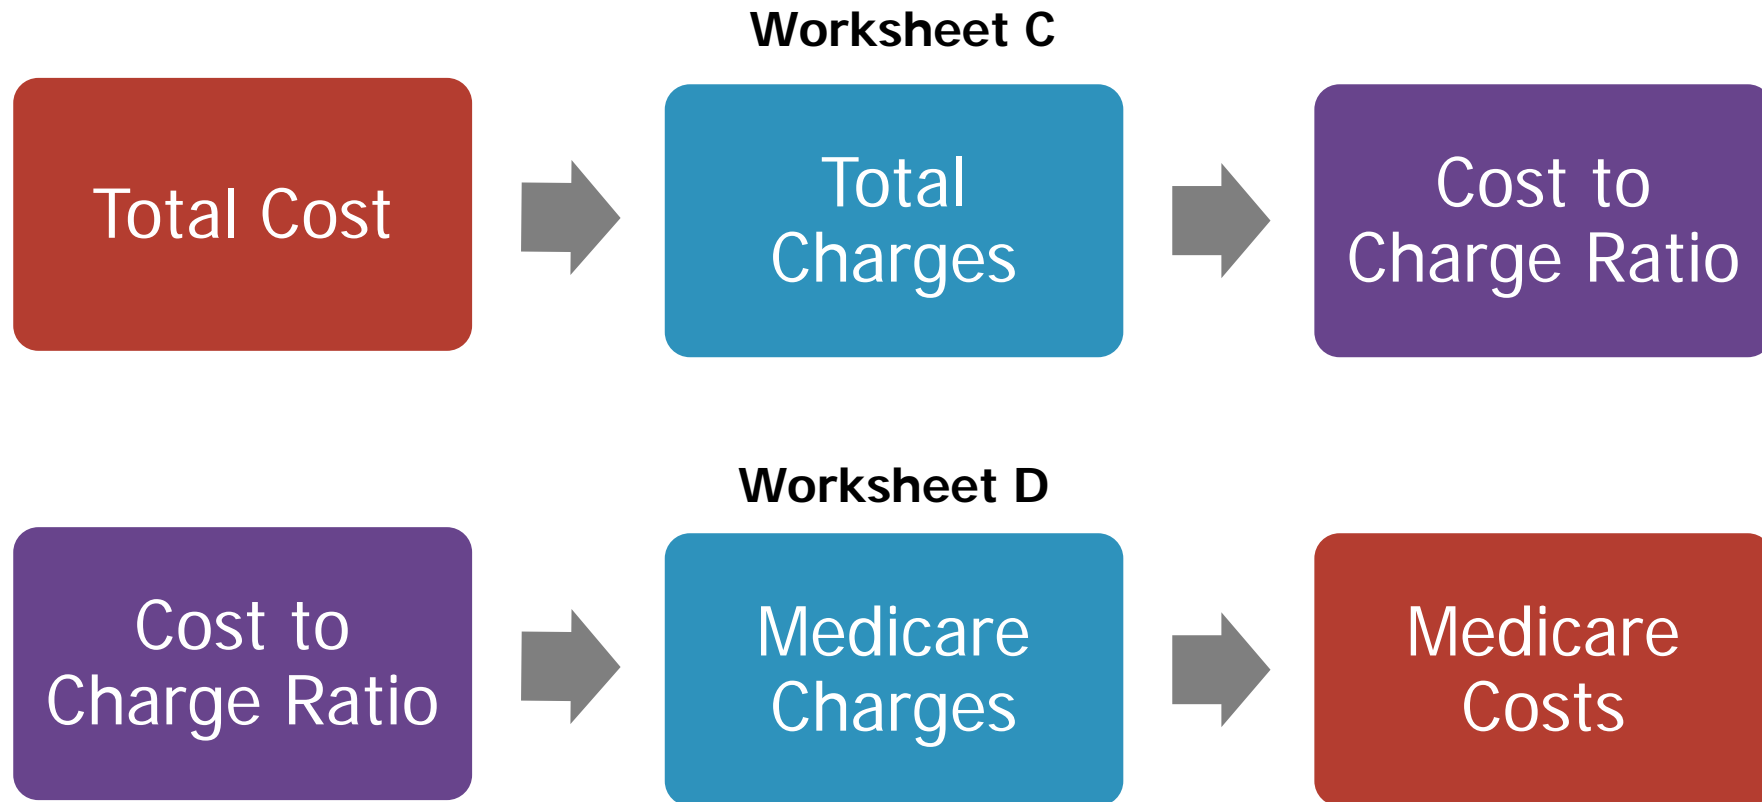 Worksheet C
Total Cost
Total
Charges
Cost to
Charge Ratio
Worksheet D
Cost to
Charge Ratio
Medicare
Charges
Medicare
Costs